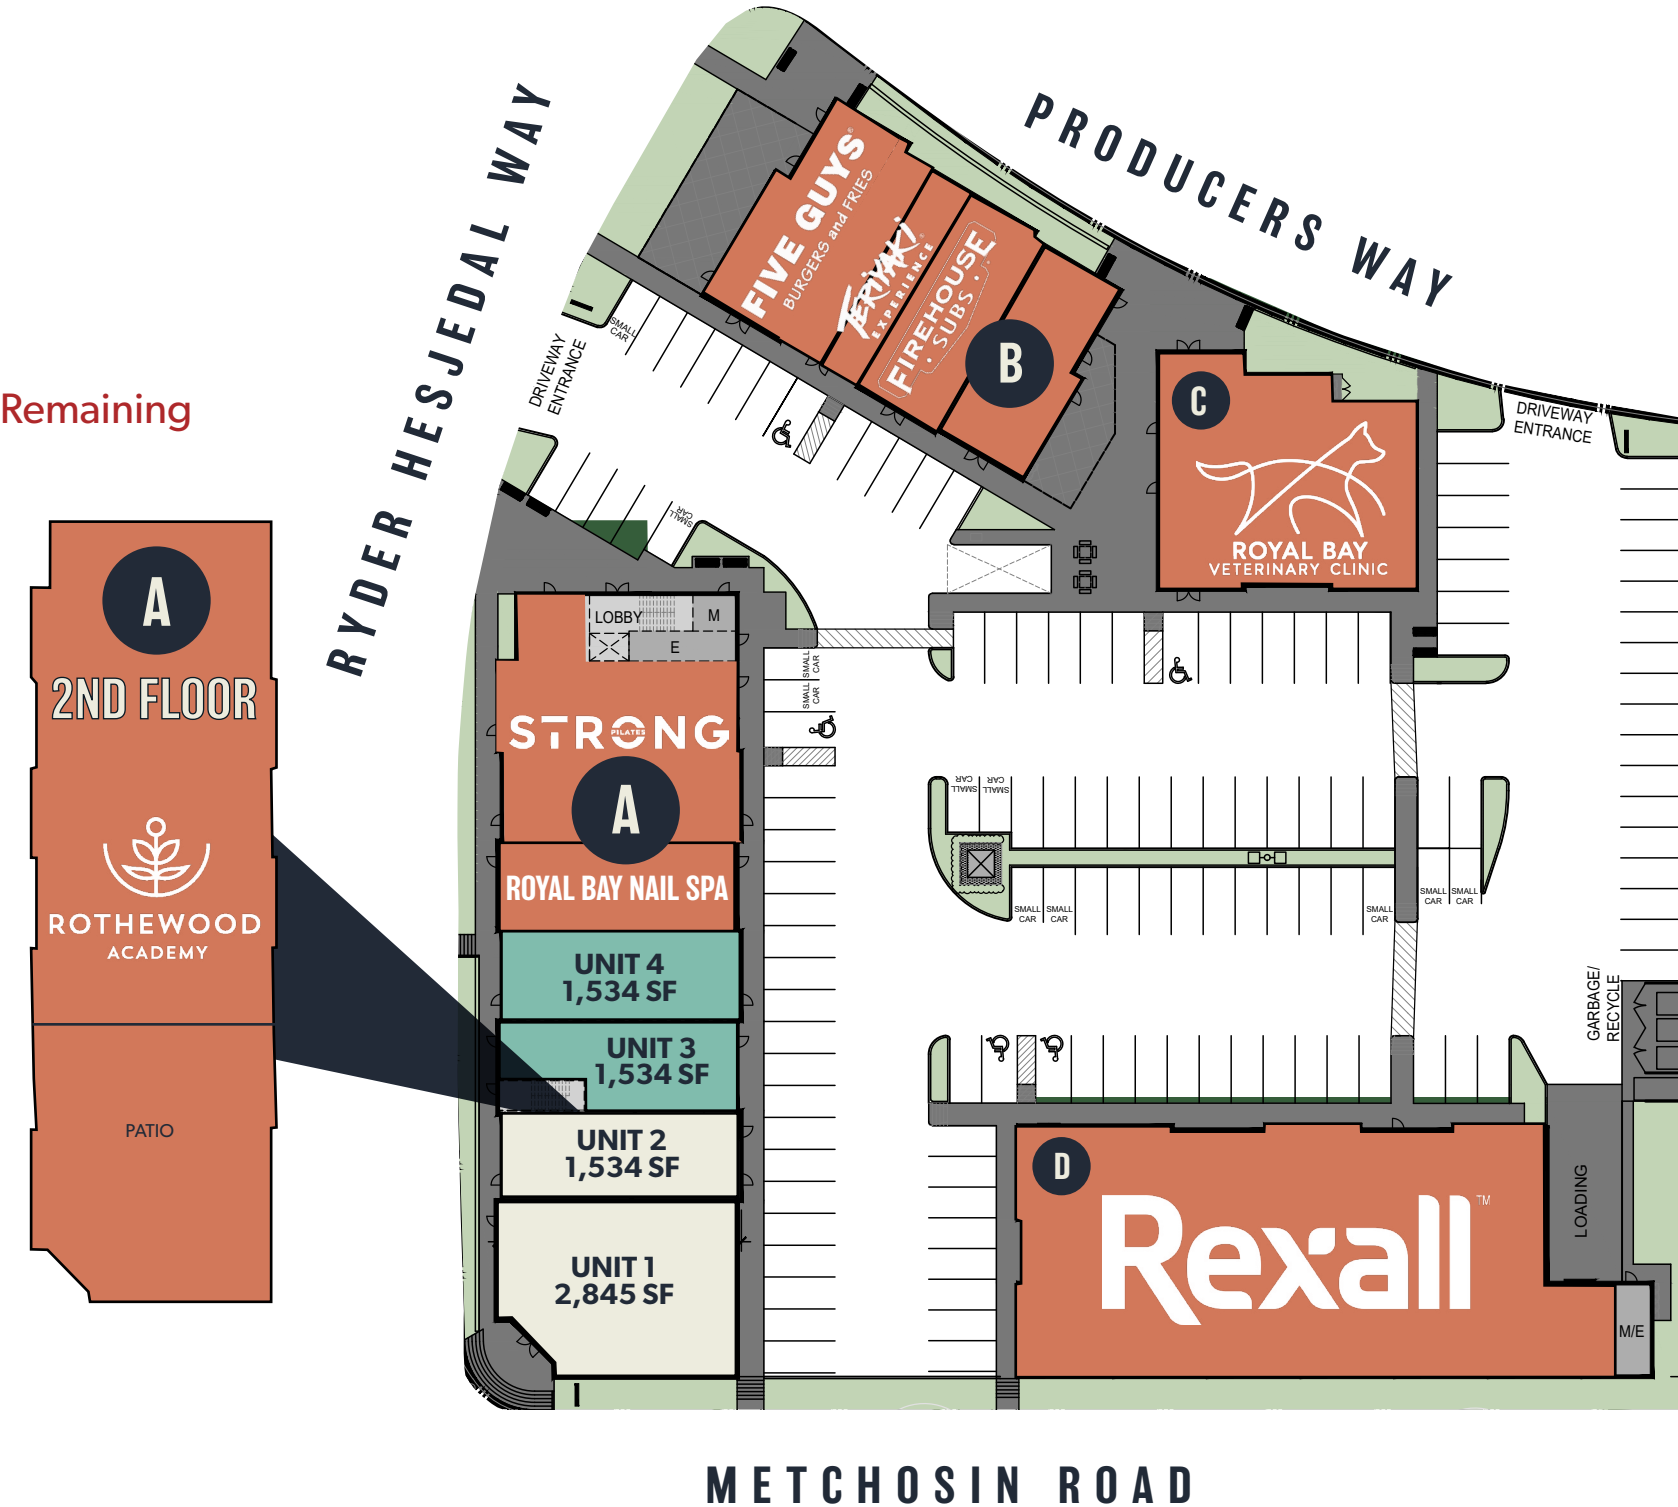 PRODUCERS WAY
RYDER HESJEDAL WAY
Remaining
FIVE GUYS®
BURGERS and FRIES
TERIYAKI
EXPERIENCE
FIREHOUSE
· SUBS ·
B
SMALL
CAR
DRIVEWAY
ENTRANCE
C
ROYAL BAY
VETERINARY CLINIC
DRIVEWAY
ENTRANCE
SMALL
CAR
A
2ND FLOOR
ROTHEWOOD
ACADEMY
PATIO
LOBBY
M
E
STRONG
PILATES
A
ROYAL BAY NAIL SPA
UNIT 4
1,534 SF
UNIT 3
1,534 SF
UNIT 2
1,534 SF
UNIT 1
2,845 SF
SMALL
CAR
SMALL
CAR
SMALL
CAR
SMALL
CAR
SMALL
CAR
SMALL
CAR
SMALL
CAR
SMALL
CAR
SMALL
CAR
GARBAGE/
RECYCLE
D
Rexall™
LOADING
M/E
METCHOSIN ROAD